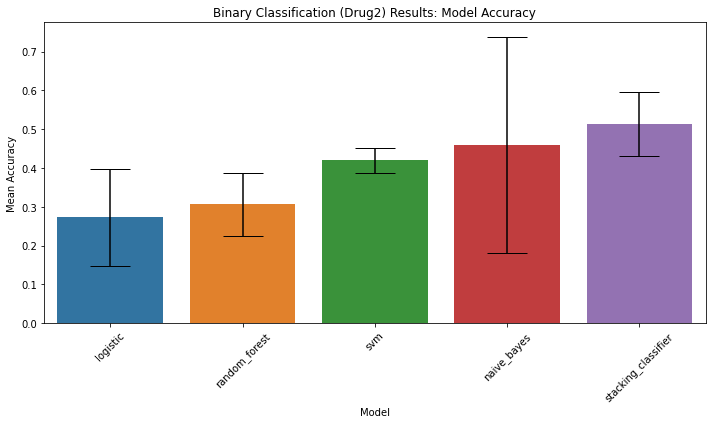 Binary Classification (Drug2) Results: Model Accuracy
Mean Accuracy
0.7
0.6
0.5
0.4
0.3
0.2
0.1
0.0
logistic
random_forest
svm
naive_bayes
stacking_classifier
Model